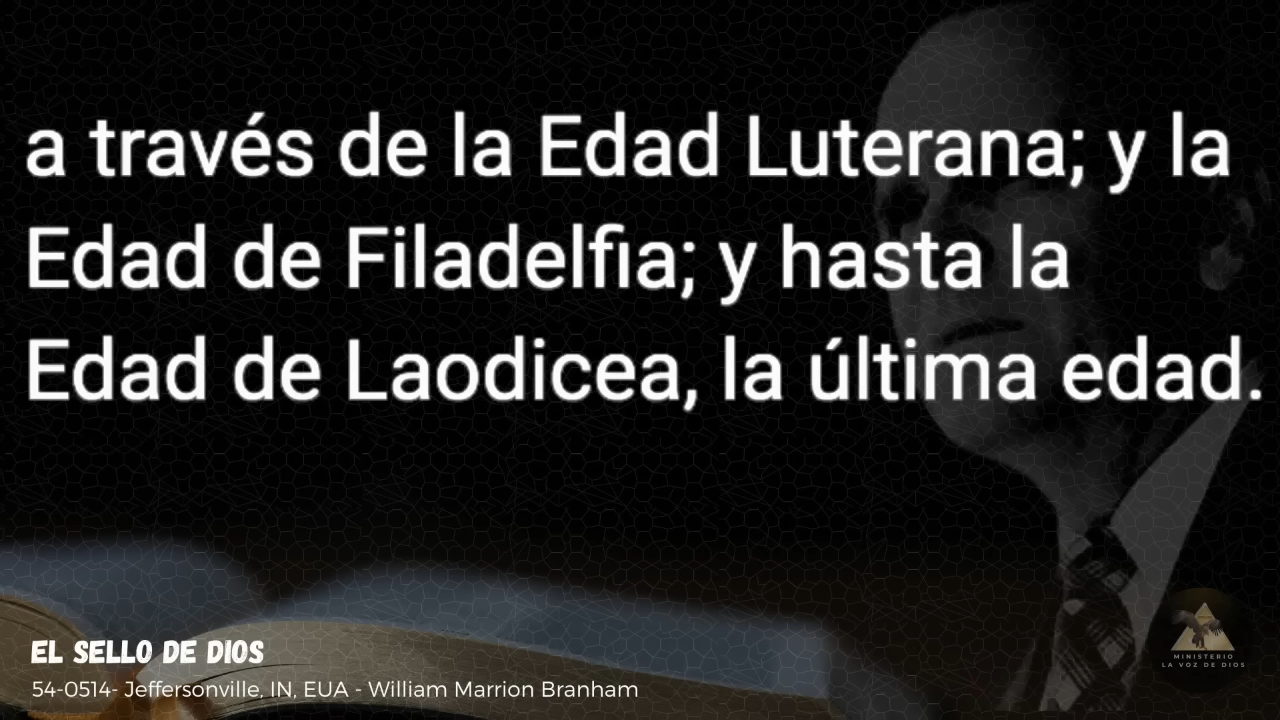 a través de la Edad Luterana; y la
Edad de Filadelfia; y hasta la
Edad de Laodicea, la última edad.
EL SELLO DE DIOS
54-0514- Jeffersonville, IN, EUA - William Marrion Branham
MINISTERIO
LA VOZ DE DIOS